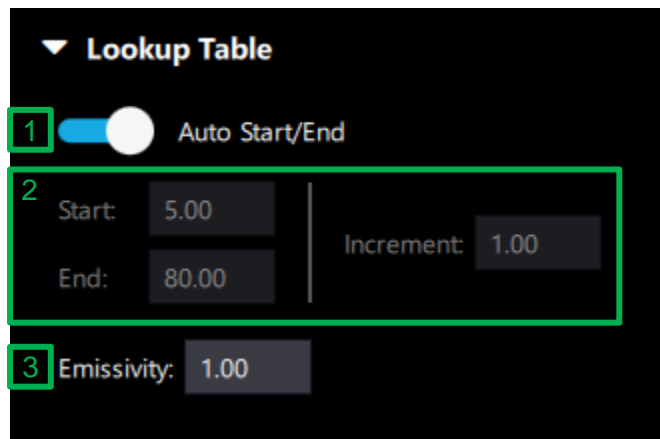 Lookup Table
1 Auto Start/End
2
Start: 5.00
Increment: 1.00
End: 80.00
3 Emissivity: 1.00